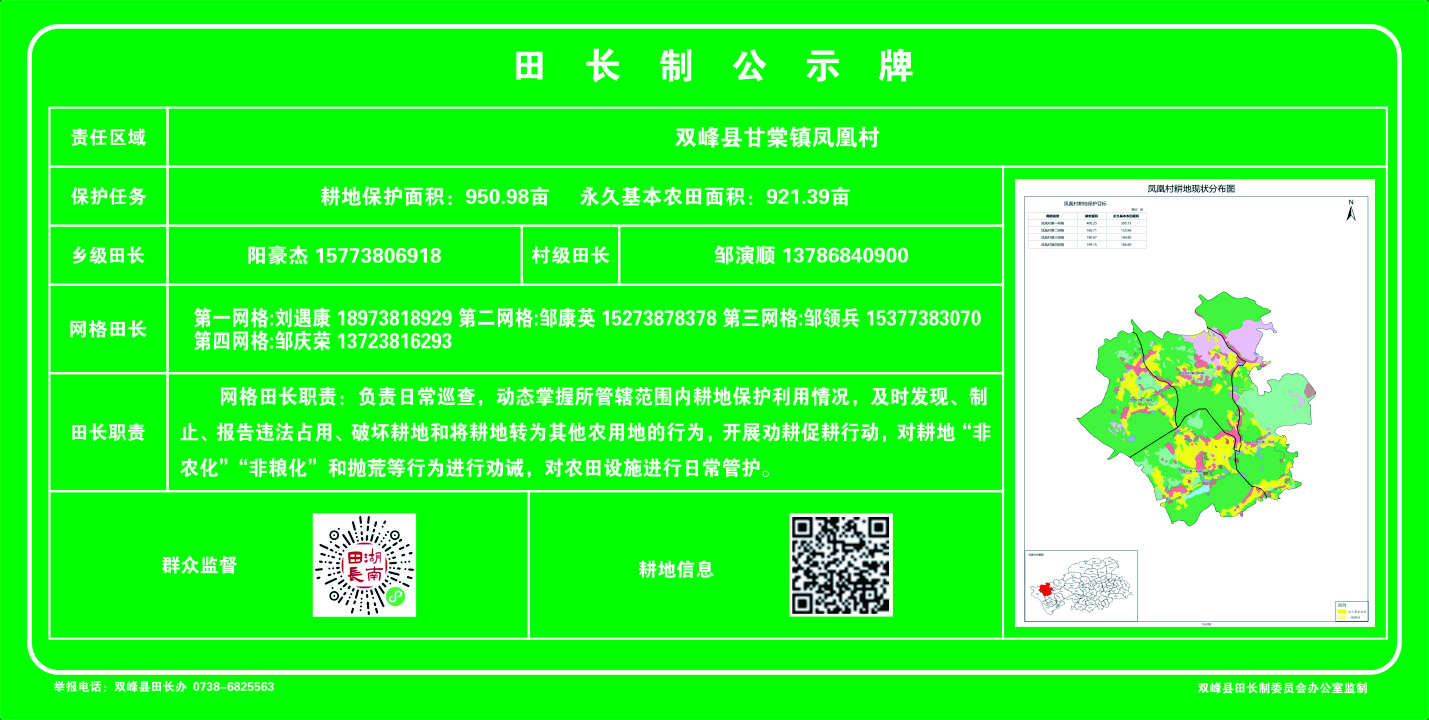 田长制公示牌
责任区域
双峰县甘棠镇凤凰村
保护任务
耕地保护面积：950.98亩 永久基本农田面积：921.39亩
乡级田长
阳豪杰 15773806918
村级田长
邹演顺 13786840900
网格田长
第一网格:刘遇康 18973818929 第二网格:邹康英 15273878378 第三网格:邹领兵 15377383070
第四网格:邹庆荣 13723816293
田长职责
网格田长职责：负责日常巡查，动态掌握所管辖范围内耕地保护利用情况，及时发现、制
止、报告违法占用、破坏耕地和将耕地转为其他农用地的行为，开展劝耕促耕行动，对耕地“非
农化”“非粮化”和抛荒等行为进行劝诫，对农田设施进行日常管护。
群众监督
湖南田長
耕地信息
凤凰村耕地现状分布图
凤凰村耕地保护目标
N
举报电话：双峰县田长办 0738-6825563
双峰县田长制委员会办公室监制